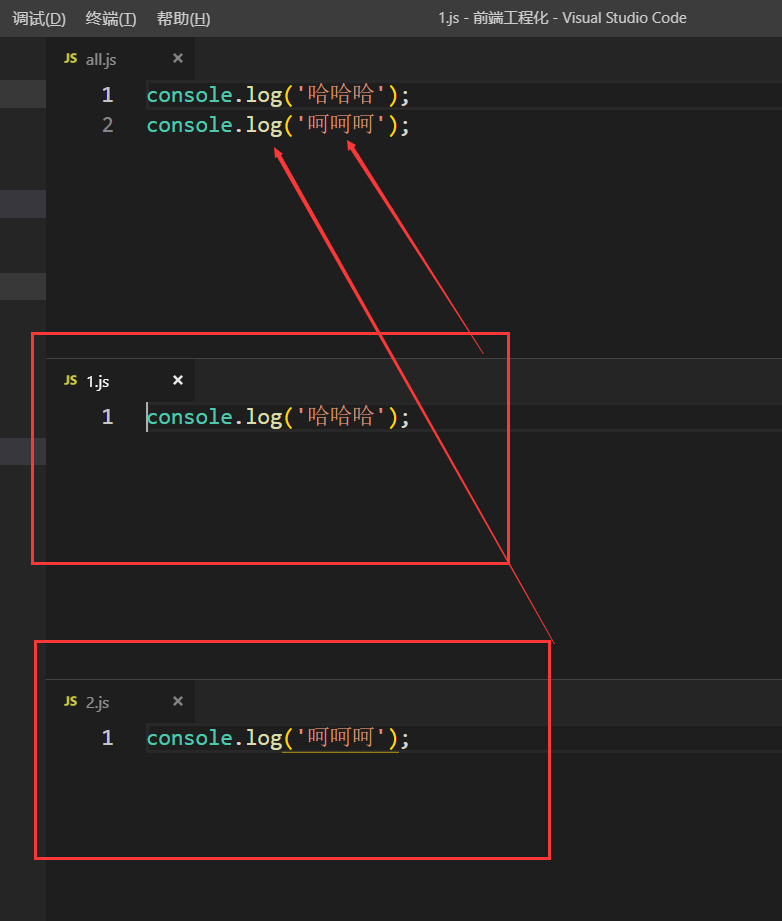 调试(D) 终端(T) 帮助(H) 1.js - 前端工程化 - Visual Studio Code
JS all.js ×
1 console.log('哈哈哈');
2 console.log('呵呵呵');
JS 1.js ×
1 console.log('哈哈哈');
JS 2.js ×
1 console.log('呵呵呵');